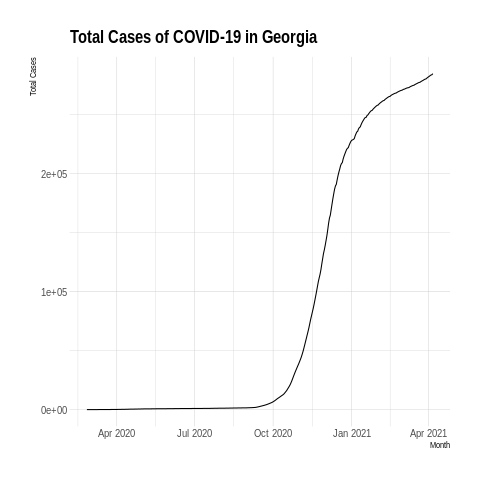 Total Cases of COVID-19 in Georgia
Total Cases
2e+05
1e+05
0e+00
Apr 2020 Jul 2020 Oct 2020 Jan 2021 Apr 2021
Month